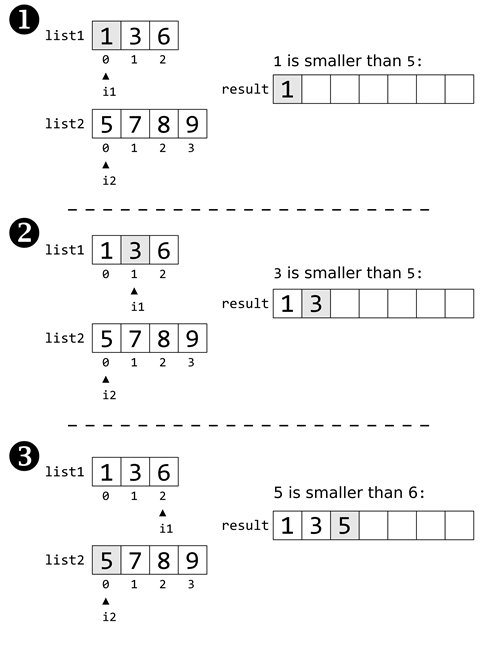 1
list1 1 3 6
0 1 2
i1
1 is smaller than 5:
result 1
list2 5 7 8 9
0 1 2 3
i2
2
list1 1 3 6
0 1 2
i1
3 is smaller than 5:
result 1 3
list2 5 7 8 9
0 1 2 3
i2
3
list1 1 3 6
0 1 2
i1
5 is smaller than 6:
result 1 3 5
list2 5 7 8 9
0 1 2 3
i2